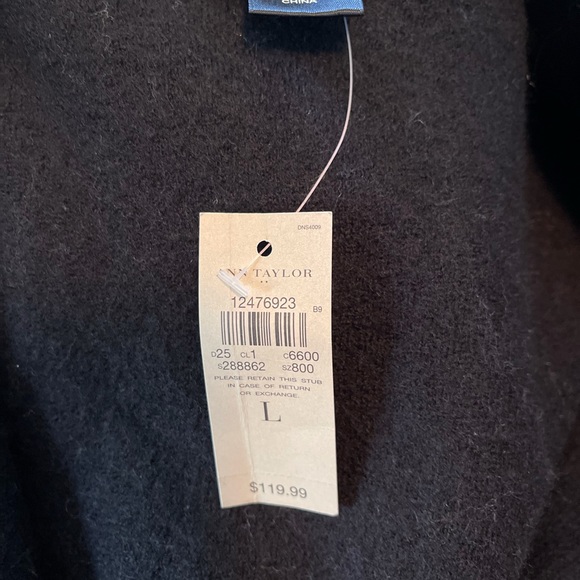 CHINA
DNS4009
ANN TAYLOR
12476923
B9
D25 CL1 C6600
S288862 SZ800
PLEASE RETAIN THIS STUB
IN CASE OF RETURN
OR EXCHANGE.
L
$119.99